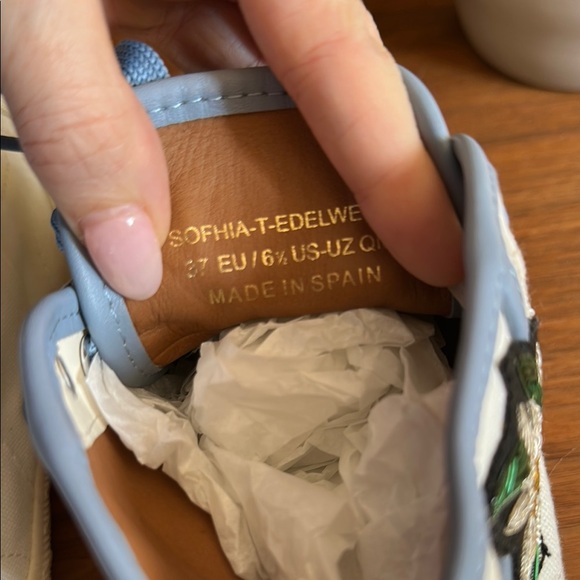 SOFHIA-T-EDELWE
37 EU / 6½ US-UZ
MADE IN SPAIN